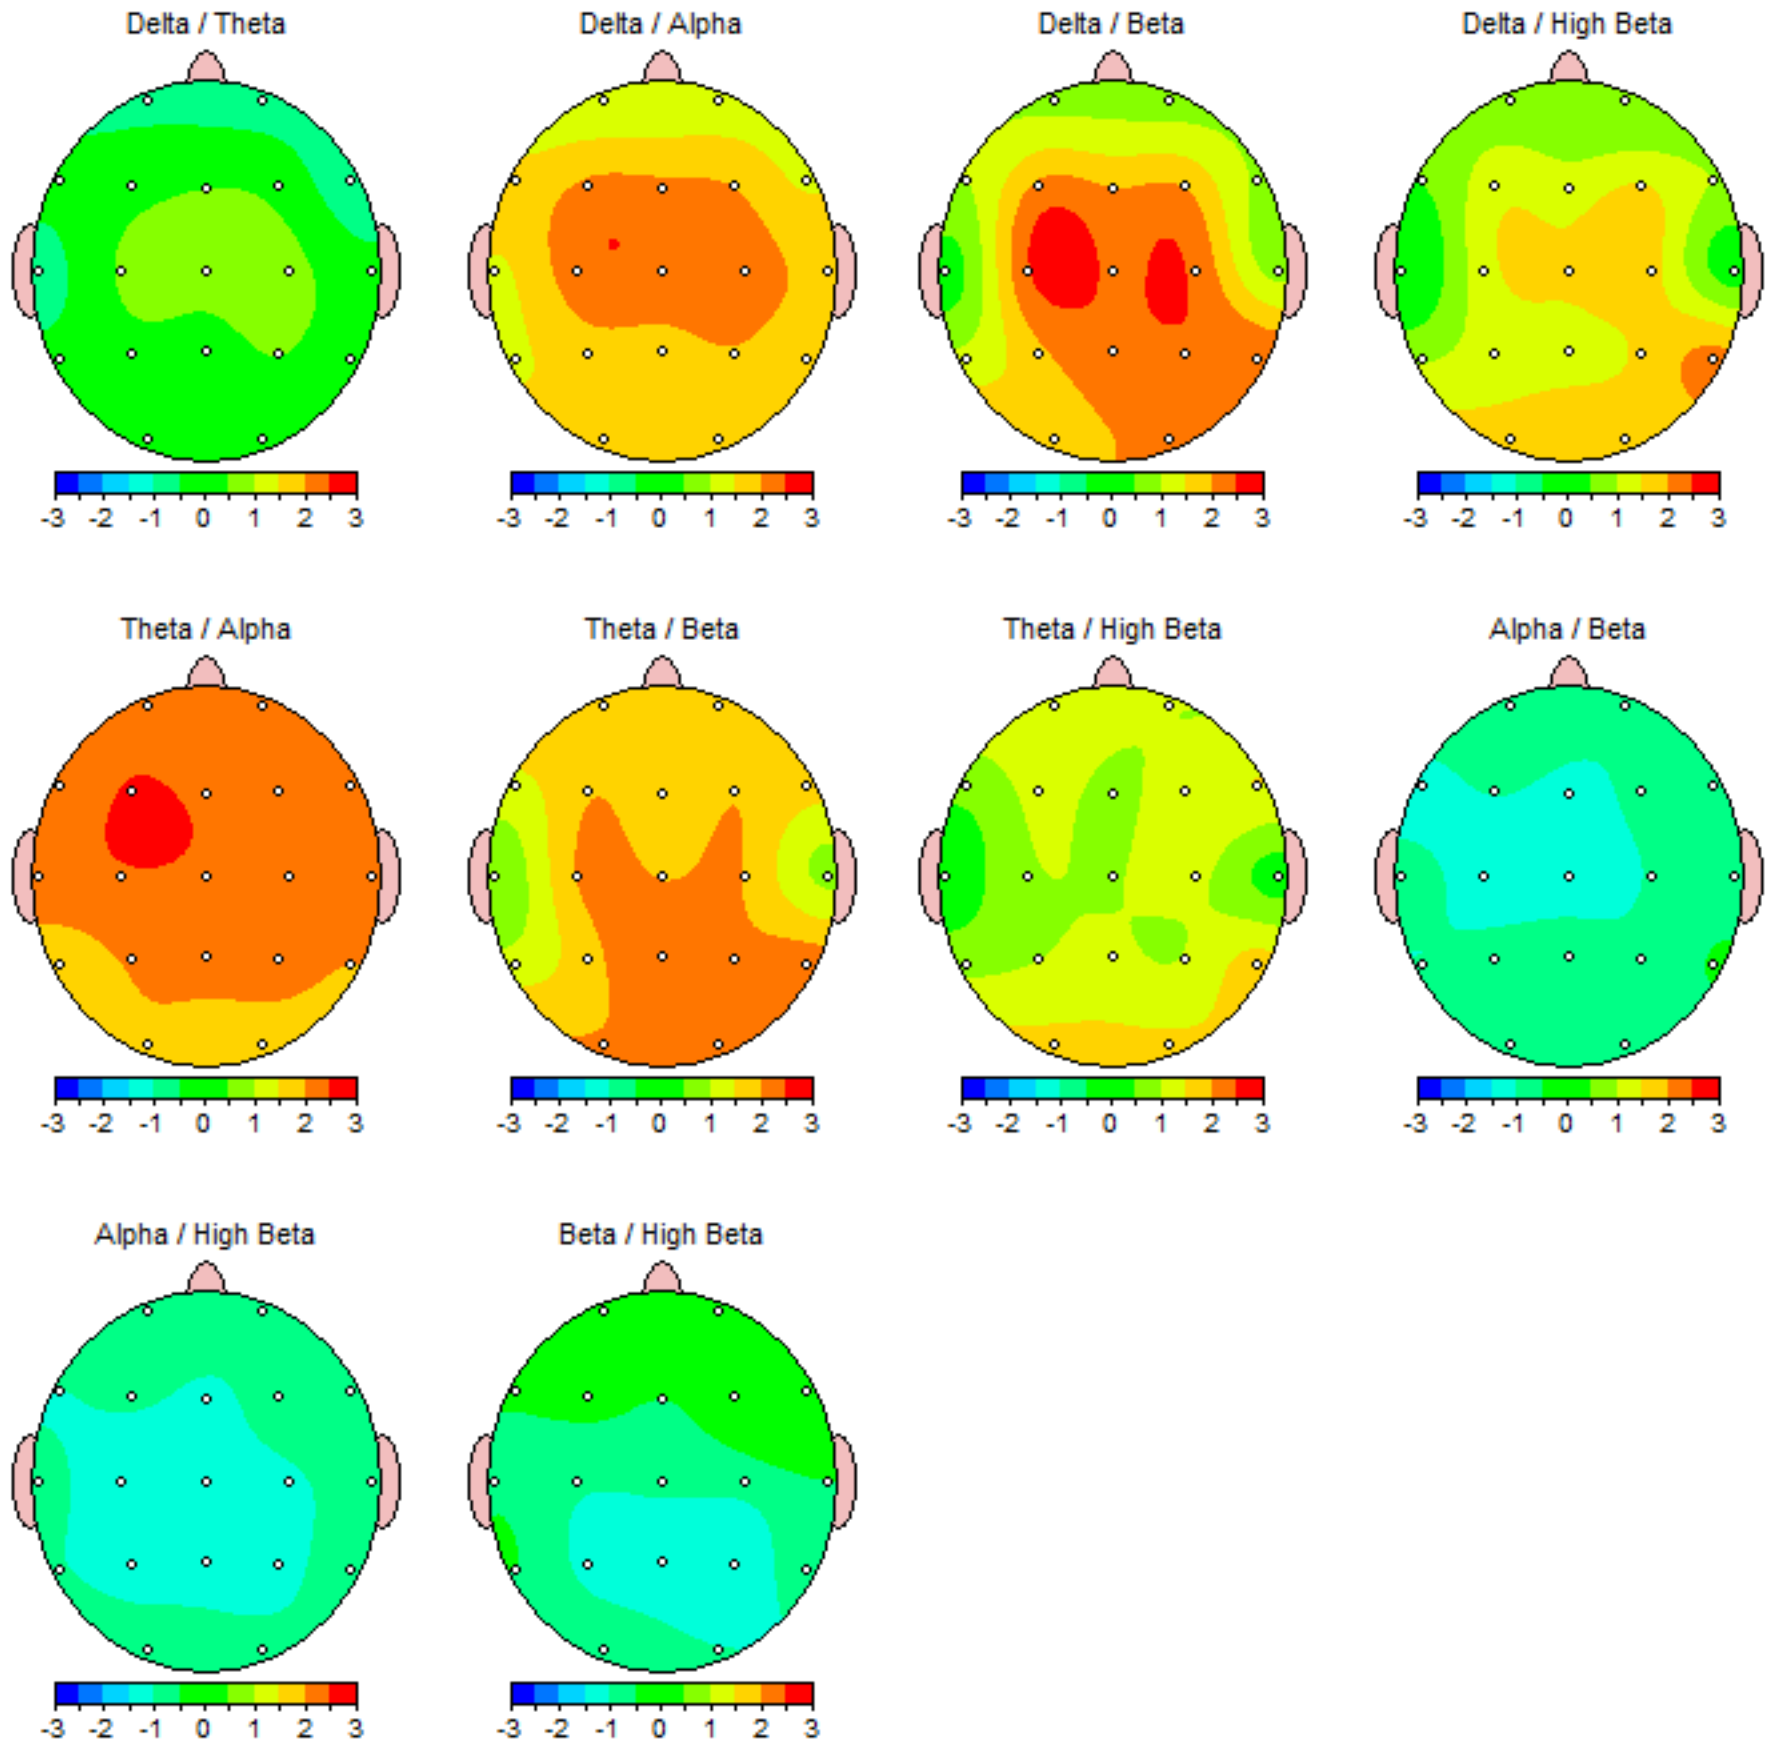 Delta / Theta Delta / Alpha Delta / Beta Delta / High Beta
-3 -2 -1 0 1 2 3 -3 -2 -1 0 1 2 3 -3 -2 -1 0 1 2 3 -3 -2 -1 0 1 2 3
Theta / Alpha Theta / Beta Theta / High Beta Alpha / Beta
-3 -2 -1 0 1 2 3 -3 -2 -1 0 1 2 3 -3 -2 -1 0 1 2 3 -3 -2 -1 0 1 2 3
Alpha / High Beta Beta / High Beta
-3 -2 -1 0 1 2 3 -3 -2 -1 0 1 2 3